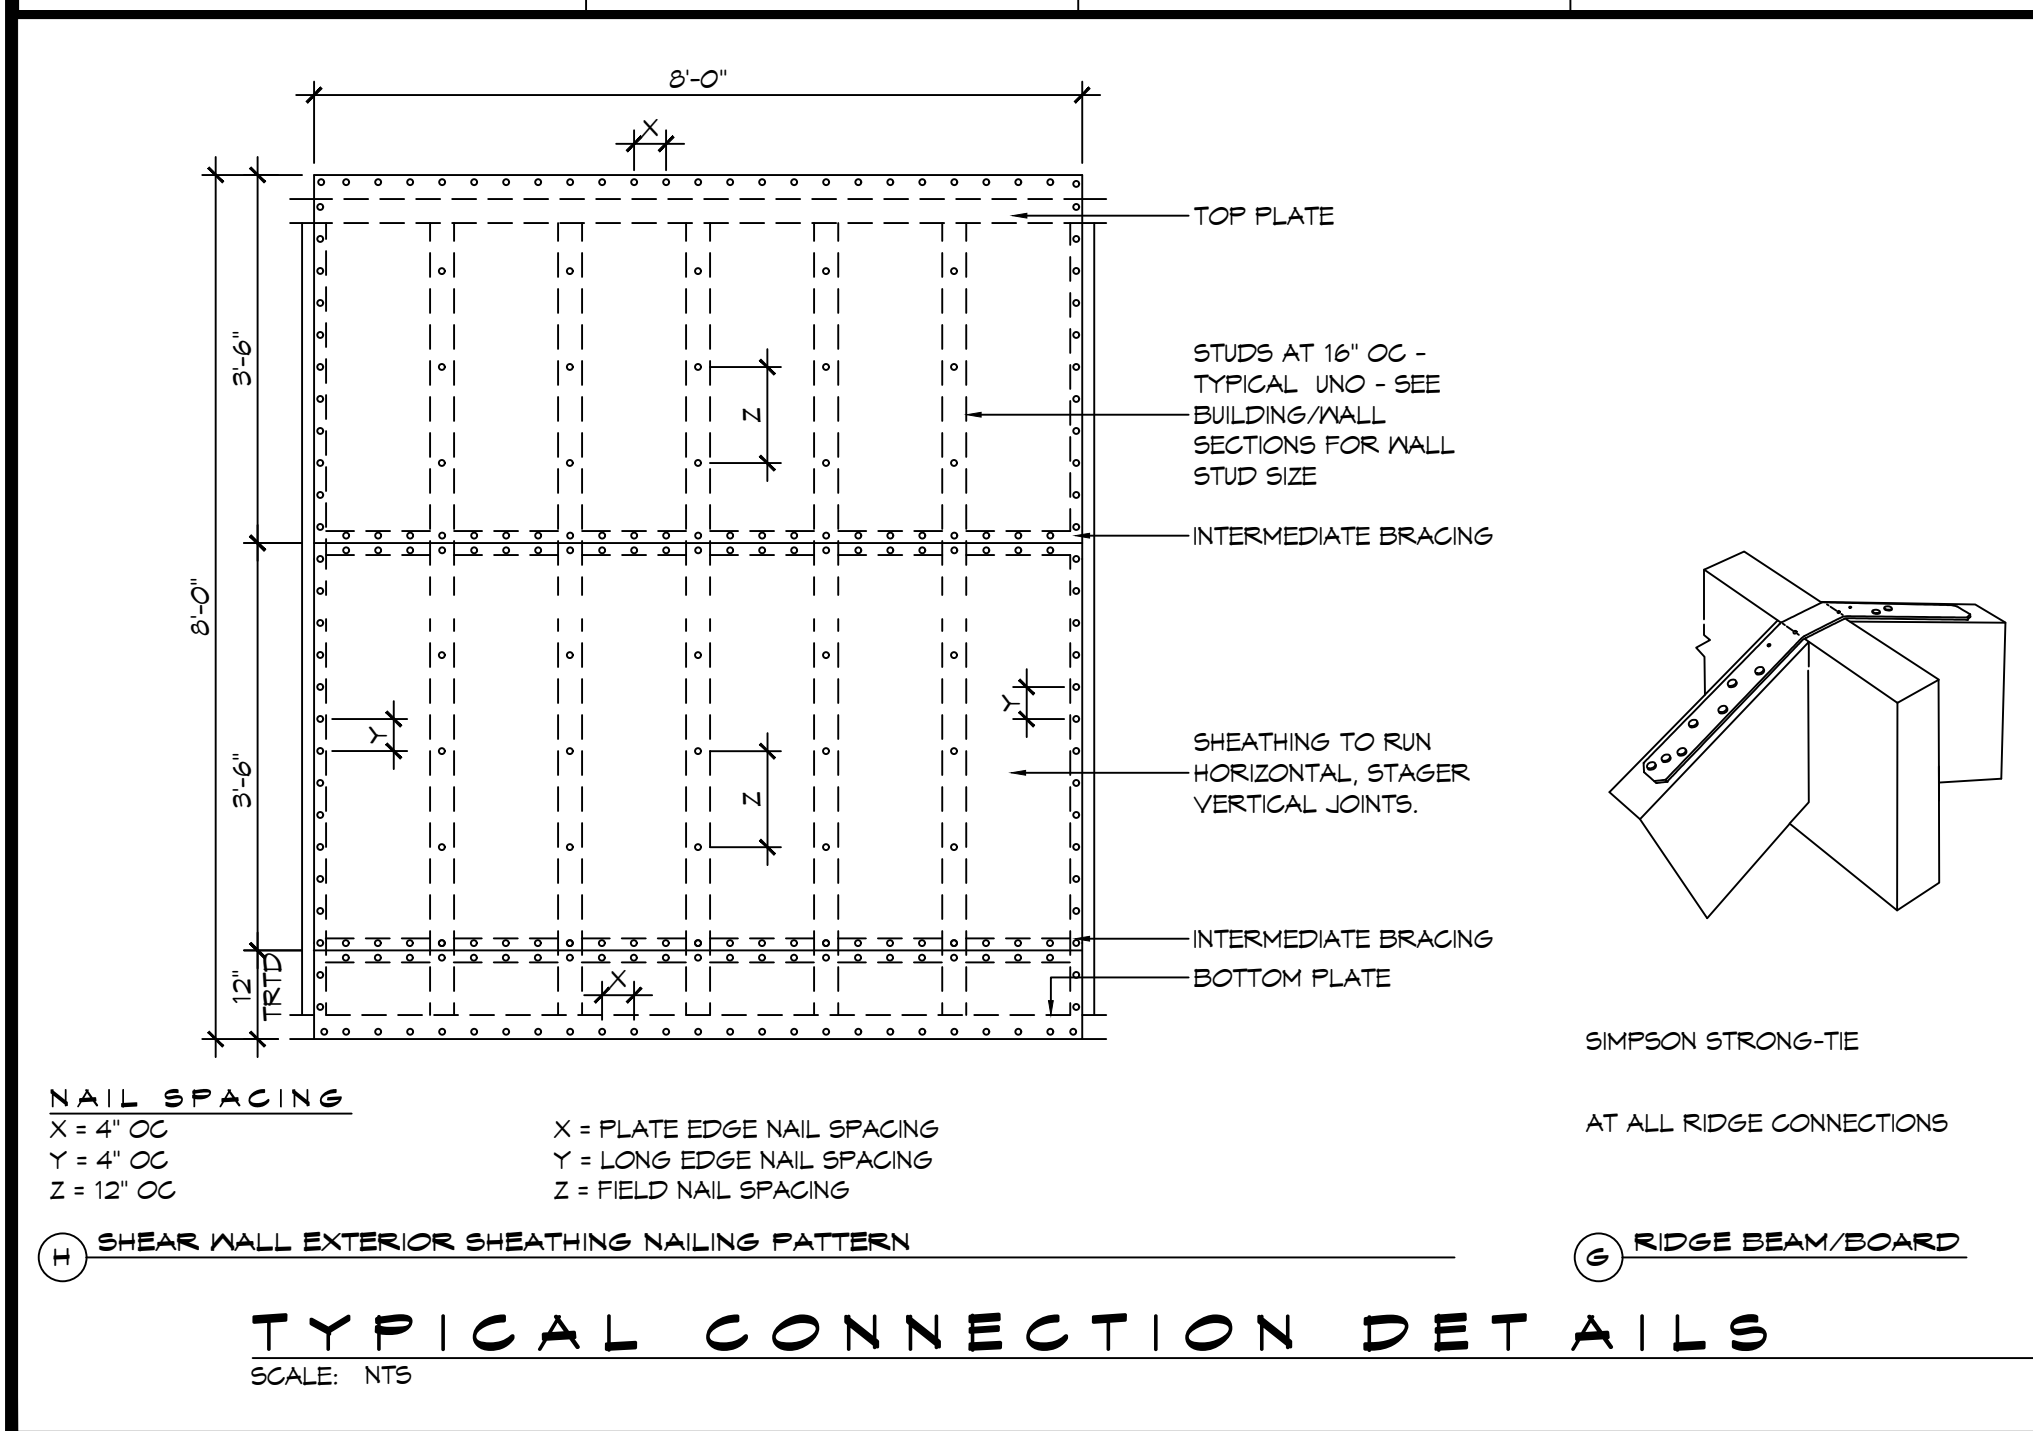 8'-0"
X
TOP PLATE
3'-6"
STUDS AT 16" OC -
TYPICAL UNO - SEE
BUILDING/WALL
SECTIONS FOR WALL
STUD SIZE
Z
INTERMEDIATE BRACING
8'-0"
Y
Y
3'-6"
Z
SHEATHING TO RUN
HORIZONTAL, STAGER
VERTICAL JOINTS.
INTERMEDIATE BRACING
12"
TRTD
X
BOTTOM PLATE
SIMPSON STRONG-TIE
AT ALL RIDGE CONNECTIONS
NAIL SPACING
X = 4" OC
Y = 4" OC
Z = 12" OC
X = PLATE EDGE NAIL SPACING
Y = LONG EDGE NAIL SPACING
Z = FIELD NAIL SPACING
H SHEAR WALL EXTERIOR SHEATHING NAILING PATTERN
G RIDGE BEAM/BOARD
TYPICAL CONNECTION DETAILS
SCALE: NTS